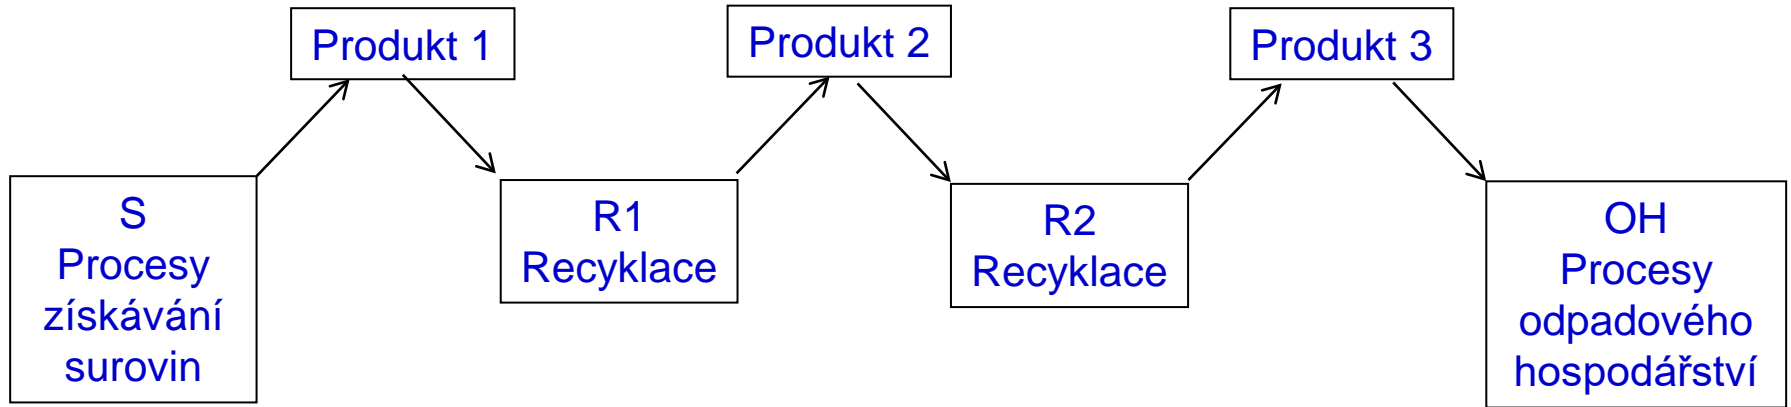 Produkt 1
Produkt 2
Produkt 3
S
Procesy
získávání
surovin
R1
Recyklace
R2
Recyklace
OH
Procesy
odpadového
hospodářství